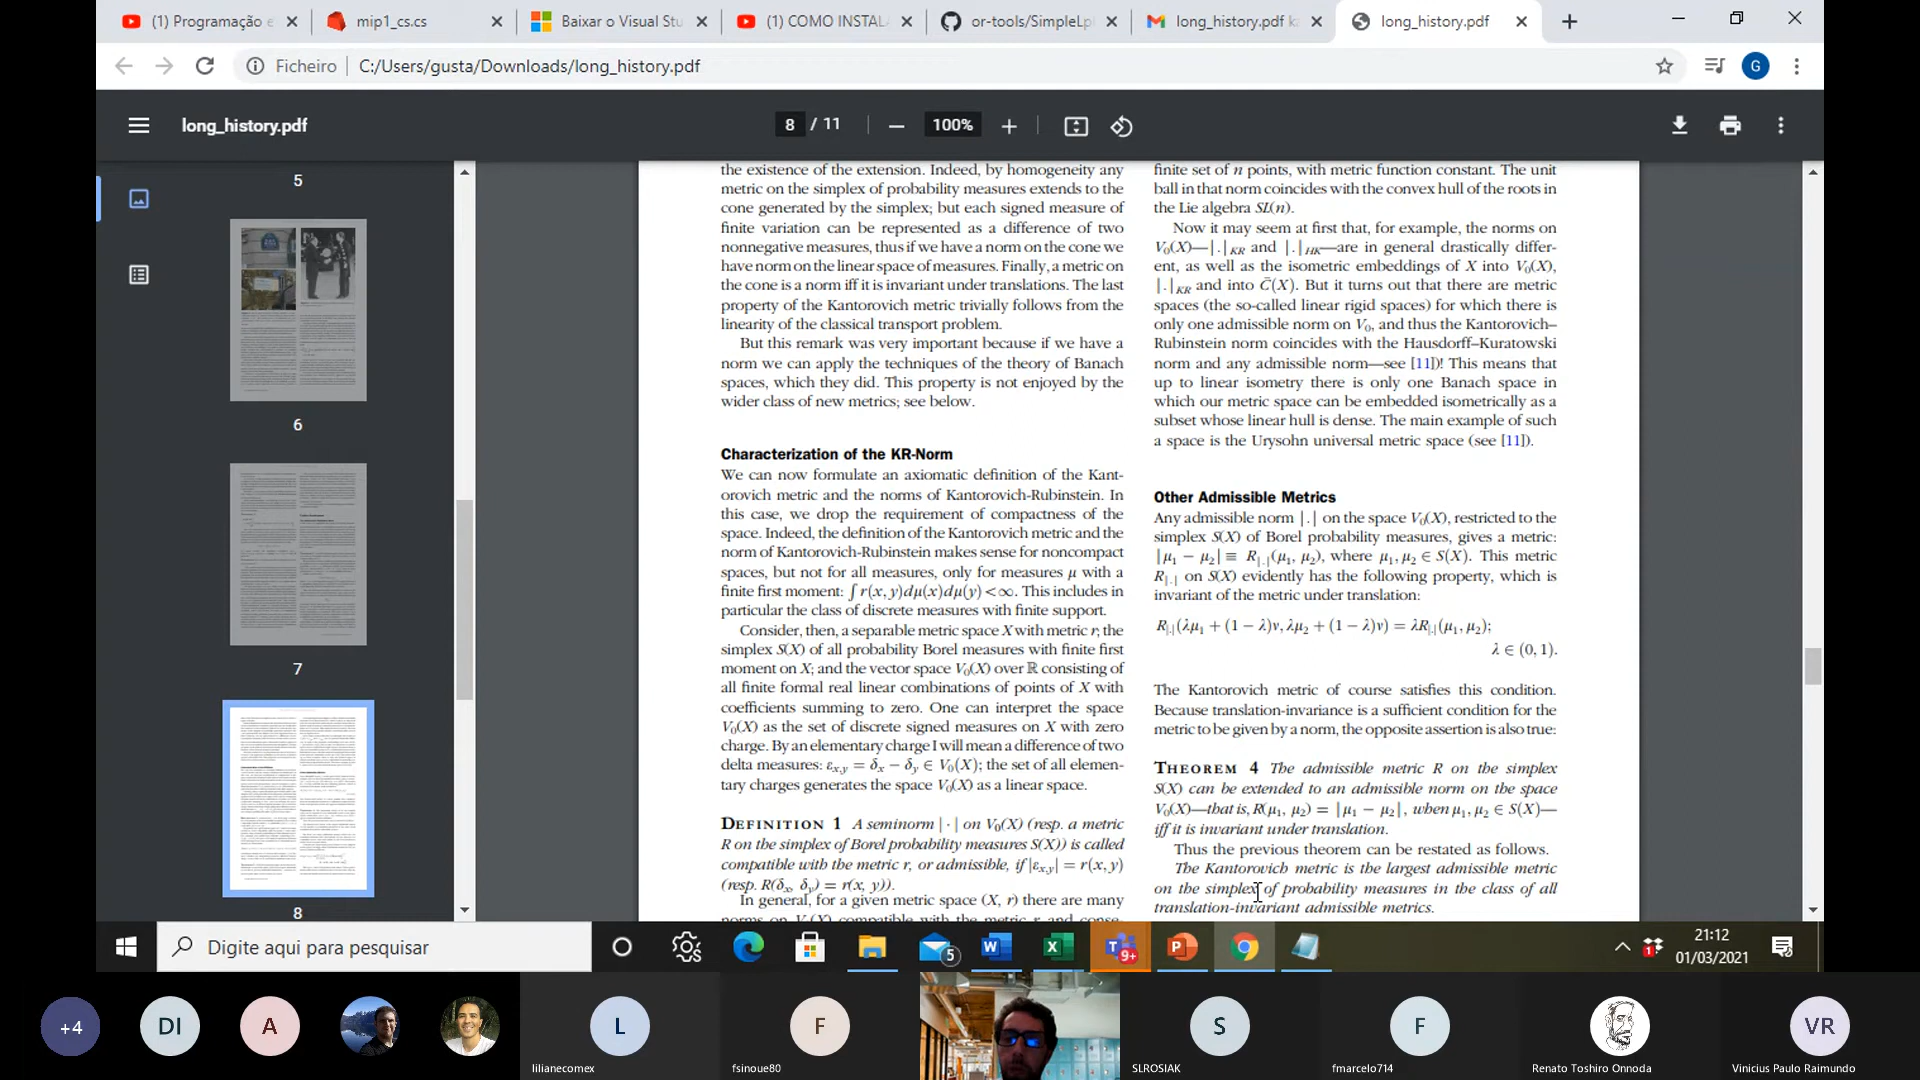 (1) Programação e
mip1_cs.cs
Baixar o Visual Stu
(1) COMO INSTAL
or-tools/SimpleLp
long_history.pdf k
long_history.pdf
Ficheiro
C:/Users/gusta/Downloads/long_history.pdf
G
long_history.pdf
8 / 11
100%
5
6
7
8
the existence of the extension. Indeed, by homogeneity any
metric on the simplex of probability measures extends to the
cone generated by the simplex; but each signed measure of
finite variation can be represented as a difference of two
nonnegative measures, thus if we have a norm on the cone we
have norm on the linear space of measures. Finally, a metric on
the cone is a norm iff it is invariant under translations. The last
property of the Kantorovich metric trivially follows from the
linearity of the classical transport problem.
But this remark was very important because if we have a
norm we can apply the techniques of the theory of Banach
spaces, which they did. This property is not enjoyed by the
wider class of new metrics; see below.
Characterization of the KR-Norm
We can now formulate an axiomatic definition of the Kant-
orovich metric and the norms of Kantorovich-Rubinstein. In
this case, we drop the requirement of compactness of the
space. Indeed, the definition of the Kantorovich metric and the
norm of Kantorovich-Rubinstein makes sense for noncompact
spaces, but not for all measures, only for measures μ with a
finite first moment: ∫ r(x, y)dμ(x)dμ(y) < ∞. This includes in
particular the class of discrete measures with finite support.
Consider, then, a separable metric space X with metric r; the
simplex S(X) of all probability Borel measures with finite first
moment on X; and the vector space V₀(X) over ℝ consisting of
all finite formal real linear combinations of points of X with
coefficients summing to zero. One can interpret the space
V₀(X) as the set of discrete signed measures on X with zero
charge. By an elementary charge I will mean a difference of two
delta measures: ε_{x,y} = δ_x − δ_y ∈ V₀(X); the set of all elemen-
tary charges generates the space V₀(X) as a linear space.
DEFINITION 1 A seminorm | · | on V₀(X) (resp. a metric
R on the simplex of Borel probability measures S(X)) is called
compatible with the metric r, or admissible, if |ε_{x,y}| = r(x, y)
(resp. R(δ_x, δ_y) = r(x, y)).
In general, for a given metric space (X, r) there are many
norms on V₀(X) compatible with the metric r and conse-
finite set of n points, with metric function constant. The unit
ball in that norm coincides with the convex hull of the roots in
the Lie algebra SL(n).
Now it may seem at first that, for example, the norms on
V₀(X)—|.|_{KR} and |.|_{HK}—are in general drastically differ-
ent, as well as the isometric embeddings of X into V₀(X),
|.|_{KR} and into C̄(X). But it turns out that there are metric
spaces (the so-called linear rigid spaces) for which there is
only one admissible norm on V₀, and thus the Kantorovich–
Rubinstein norm coincides with the Hausdorff–Kuratowski
norm and any admissible norm—see [11])! This means that
up to linear isometry there is only one Banach space in
which our metric space can be embedded isometrically as a
subset whose linear hull is dense. The main example of such
a space is the Urysohn universal metric space (see [11]).
Other Admissible Metrics
Any admissible norm |.| on the space V₀(X), restricted to the
simplex S(X) of Borel probability measures, gives a metric:
|μ₁ − μ₂| ≡ R_{|.|}(μ₁, μ₂), where μ₁, μ₂ ∈ S(X). This metric
R_{|.|} on S(X) evidently has the following property, which is
invariant of the metric under translation:
R_{|.|}(λμ₁ + (1 − λ)ν, λμ₂ + (1 − λ)ν) = λR_{|.|}(μ₁, μ₂);
λ ∈ (0, 1).
The Kantorovich metric of course satisfies this condition.
Because translation-invariance is a sufficient condition for the
metric to be given by a norm, the opposite assertion is also true:
THEOREM 4 The admissible metric R on the simplex
S(X) can be extended to an admissible norm on the space
V₀(X)—that is, R(μ₁, μ₂) = |μ₁ − μ₂|, when μ₁, μ₂ ∈ S(X)—
iff it is invariant under translation.
Thus the previous theorem can be restated as follows.
The Kantorovich metric is the largest admissible metric
on the simplex of probability measures in the class of all
translation-invariant admissible metrics.
Digite aqui para pesquisar
5
9+
1
21:12
01/03/2021
+4
DI
A
L
F
S
F
VR
lilianecomex
fsinoue80
SLROSIAK
fmarcelo714
Renato Toshiro Onnoda
Vinicius Paulo Raimundo